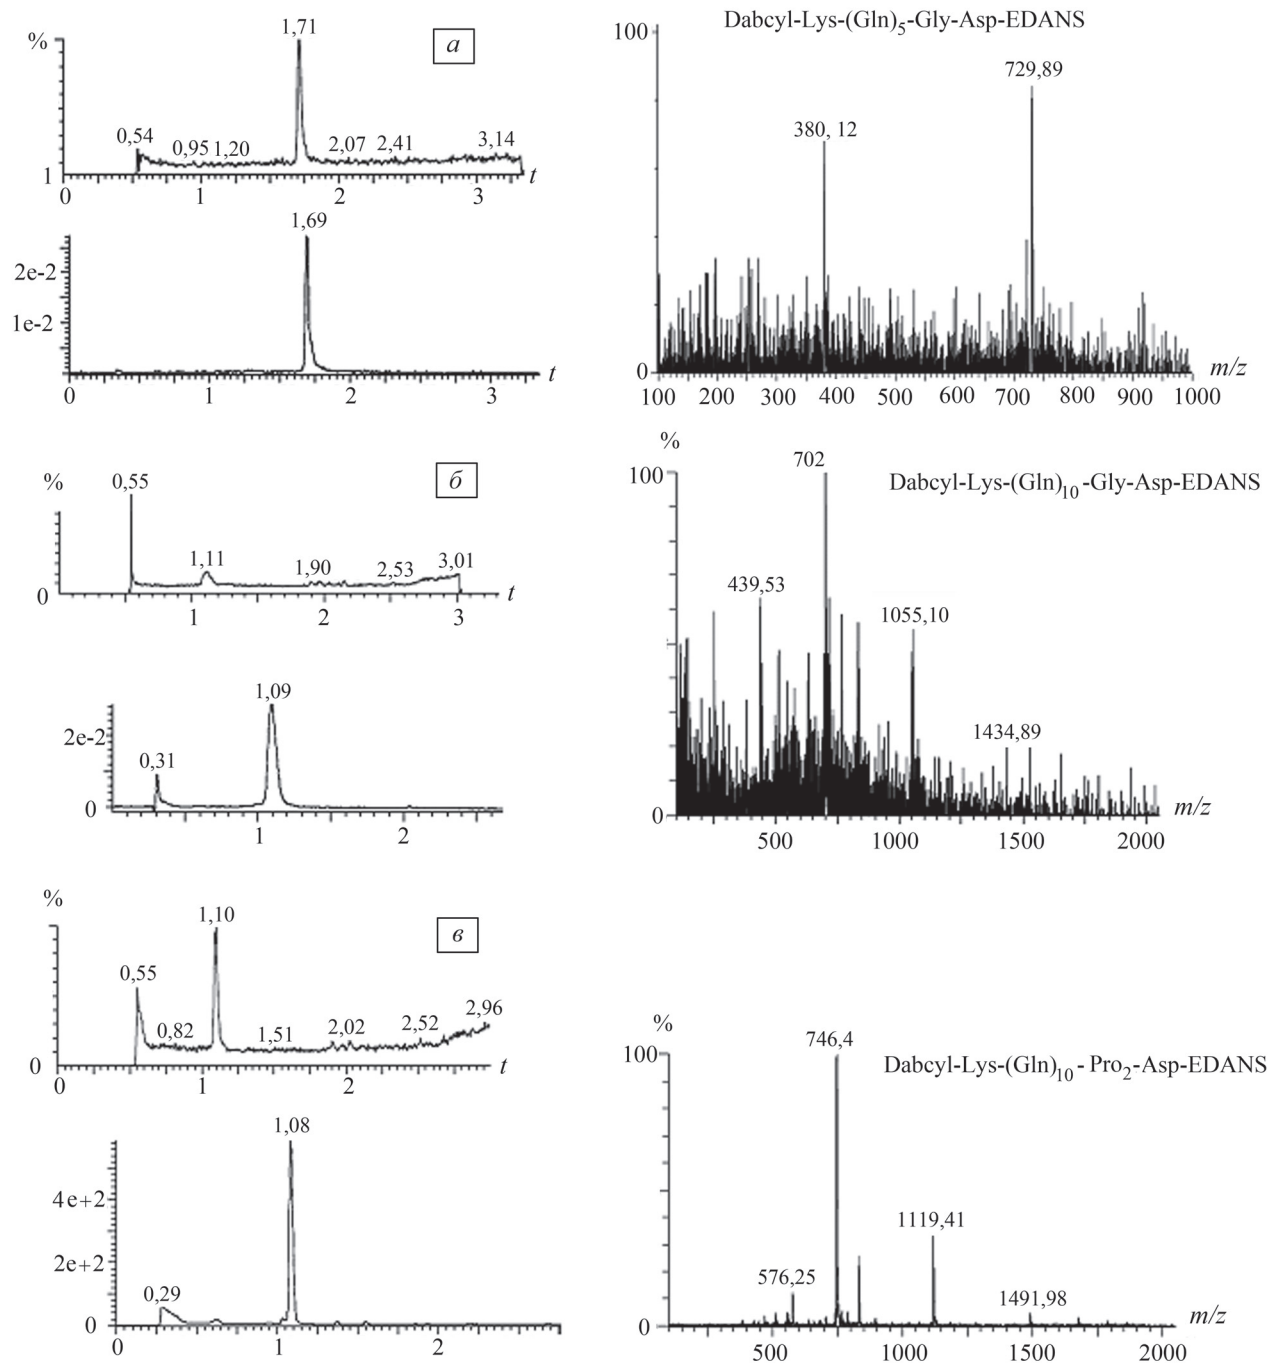 Dabcyl-Lys-(Gln)5-Gly-Asp-EDANS
% 1,71 а 100
729,89
0,54 0,95 1,20 2,07 2,41 3,14 380, 12
1
0 1 2 3 t
1,69
2e-2
1e-2
0 1 2 3 t
0 m/z
100 200 300 400 500 600 700 800 900 1000
% 0,55 б
1,11 1,90 2,53 3,01
0 1 2 3 t
%
100 702 Dabcyl-Lys-(Gln)10 -Gly-Asp-EDANS
439,53
1055,10
1434,89
0 m/z
500 1000 1500 2000
1,09
2e-2
0,31
0 1 2
% 1,10 в
0,55
0,82 1,51 2,02 2,52 2,96
0 t
0 1 2
1,08
4e+2
2e+2
0,29
0
0 1 2
% 746,4
100 Dabcyl-Lys-(Gln)10 - Pro2-Asp-EDANS
1119,41
576,25
1491,98
0 m/z
500 1000 1500 2000